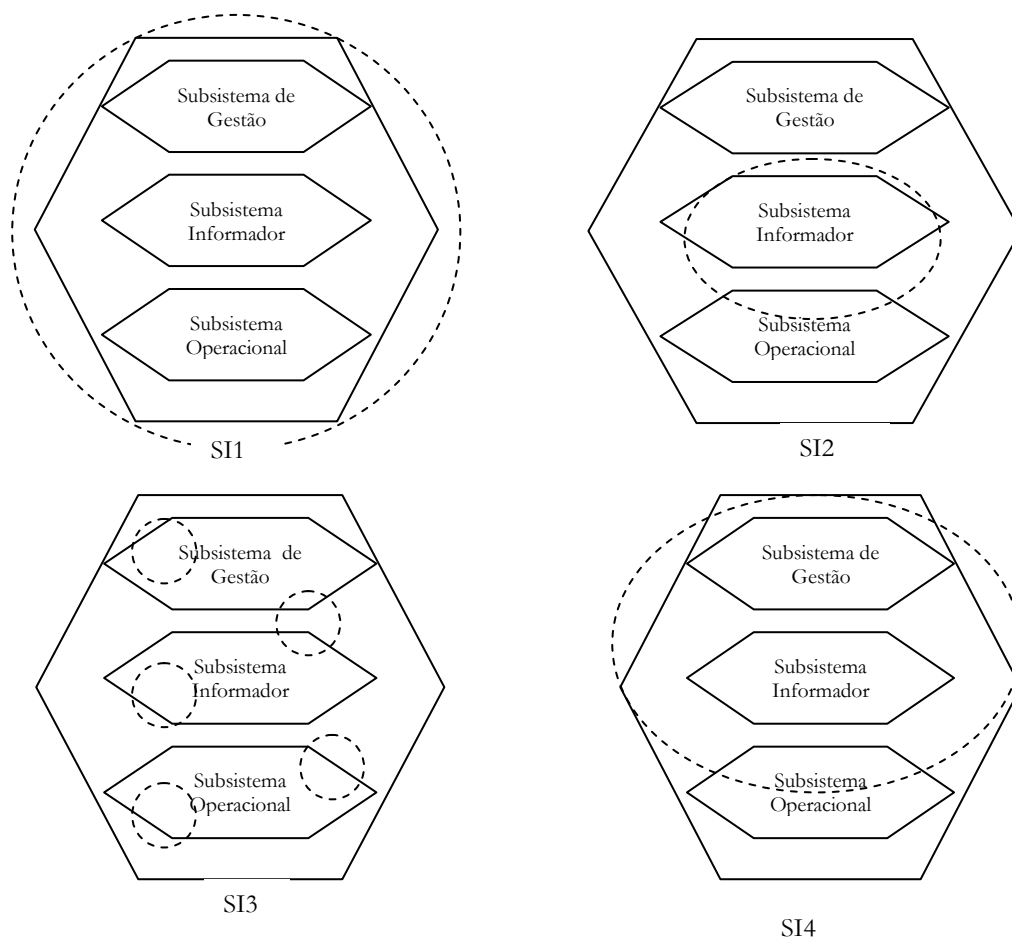 Subsistema de
Gestão
Subsistema
Informador
Subsistema
Operacional
SI1
Subsistema de
Gestão
Subsistema
Informador
Subsistema
Operacional
SI2
Subsistema de
Gestão
Subsistema
Informador
Subsistema
Operacional
SI3
Subsistema de
Gestão
Subsistema
Informador
Subsistema
Operacional
SI4